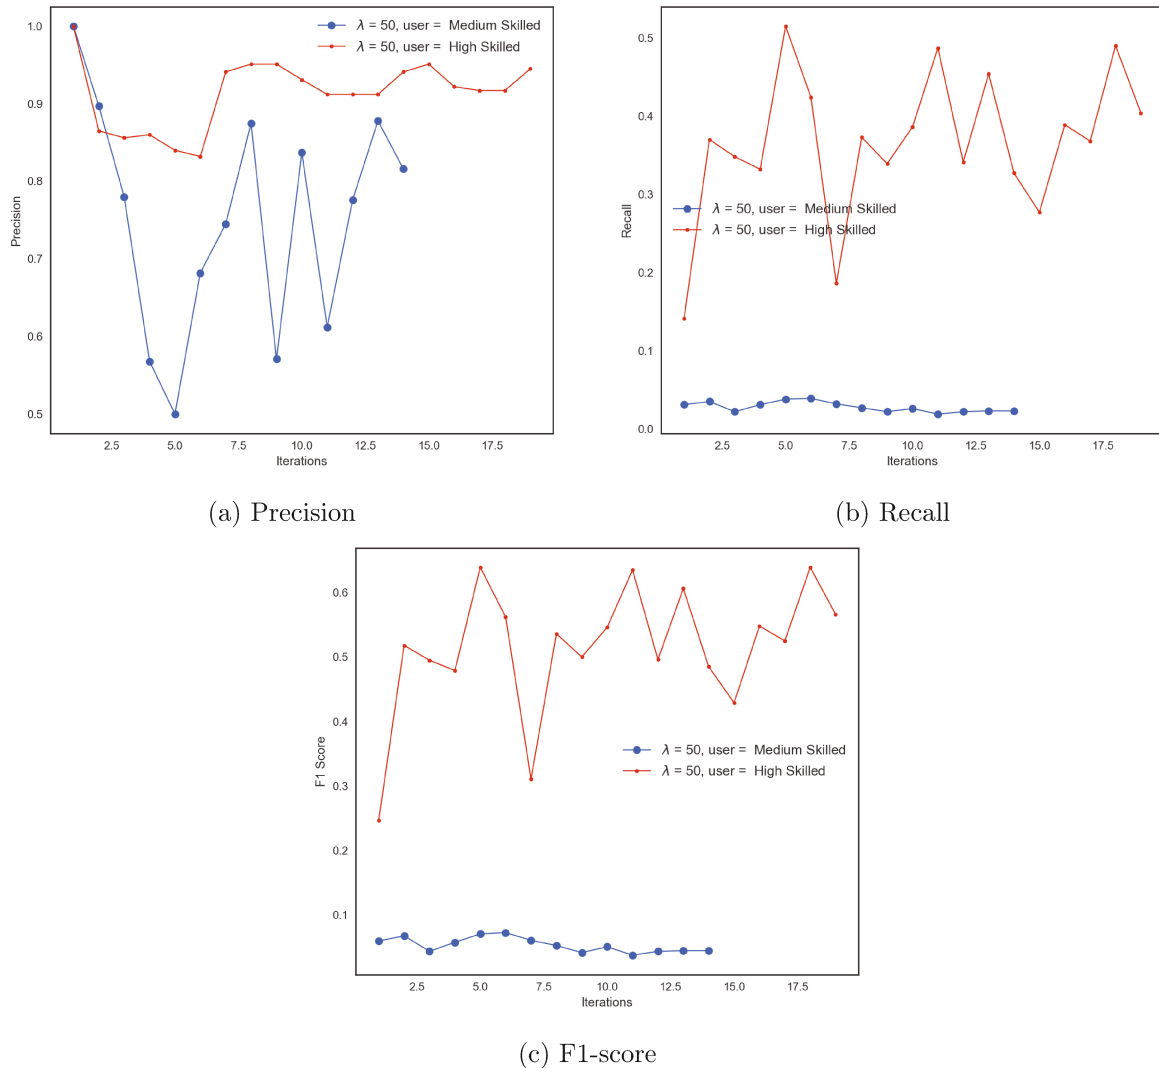 λ = 50, user = Medium Skilled
λ = 50, user = High Skilled
1.0
0.9
0.8
0.7
0.6
0.5
Precision
2.5 5.0 7.5 10.0 12.5 15.0 17.5
Iterations
(a) Precision
0.5
0.4
0.3
0.2
0.1
0.0
Recall
λ = 50, user = Medium Skilled
λ = 50, user = High Skilled
2.5 5.0 7.5 10.0 12.5 15.0 17.5
Iterations
(b) Recall
0.6
0.5
0.4
0.3
0.2
0.1
F1 Score
λ = 50, user = Medium Skilled
λ = 50, user = High Skilled
2.5 5.0 7.5 10.0 12.5 15.0 17.5
Iterations
(c) F1-score